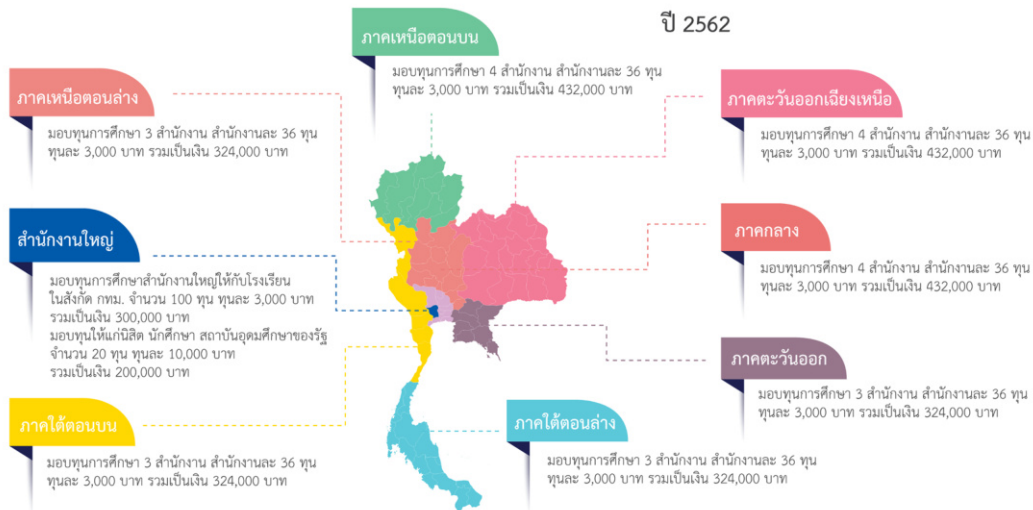 ปี 2562
ภาคเหนือตอนบน
มอบทุนการศึกษา 4 สำนักงาน สำนักงานละ 36 ทุน
ทุนละ 3,000 บาท รวมเป็นเงิน 432,000 บาท
ภาคเหนือตอนล่าง
มอบทุนการศึกษา 3 สำนักงาน สำนักงานละ 36 ทุน
ทุนละ 3,000 บาท รวมเป็นเงิน 324,000 บาท
ภาคตะวันออกเฉียงเหนือ
มอบทุนการศึกษา 4 สำนักงาน สำนักงานละ 36 ทุน
ทุนละ 3,000 บาท รวมเป็นเงิน 432,000 บาท
สำนักงานใหญ่
มอบทุนการศึกษาสำนักงานใหญ่ให้กับโรงเรียน
ในสังกัด กทม. จำนวน 100 ทุน ทุนละ 3,000 บาท
รวมเป็นเงิน 300,000 บาท
มอบทุนให้แก่นิสิต นักศึกษา สถาบันอุดมศึกษาของรัฐ
จำนวน 20 ทุน ทุนละ 10,000 บาท
รวมเป็นเงิน 200,000 บาท
ภาคกลาง
มอบทุนการศึกษา 4 สำนักงาน สำนักงานละ 36 ทุน
ทุนละ 3,000 บาท รวมเป็นเงิน 432,000 บาท
ภาคตะวันออก
มอบทุนการศึกษา 3 สำนักงาน สำนักงานละ 36 ทุน
ทุนละ 3,000 บาท รวมเป็นเงิน 324,000 บาท
ภาคใต้ตอนบน
มอบทุนการศึกษา 3 สำนักงาน สำนักงานละ 36 ทุน
ทุนละ 3,000 บาท รวมเป็นเงิน 324,000 บาท
ภาคใต้ตอนล่าง
มอบทุนการศึกษา 3 สำนักงาน สำนักงานละ 36 ทุน
ทุนละ 3,000 บาท รวมเป็นเงิน 324,000 บาท